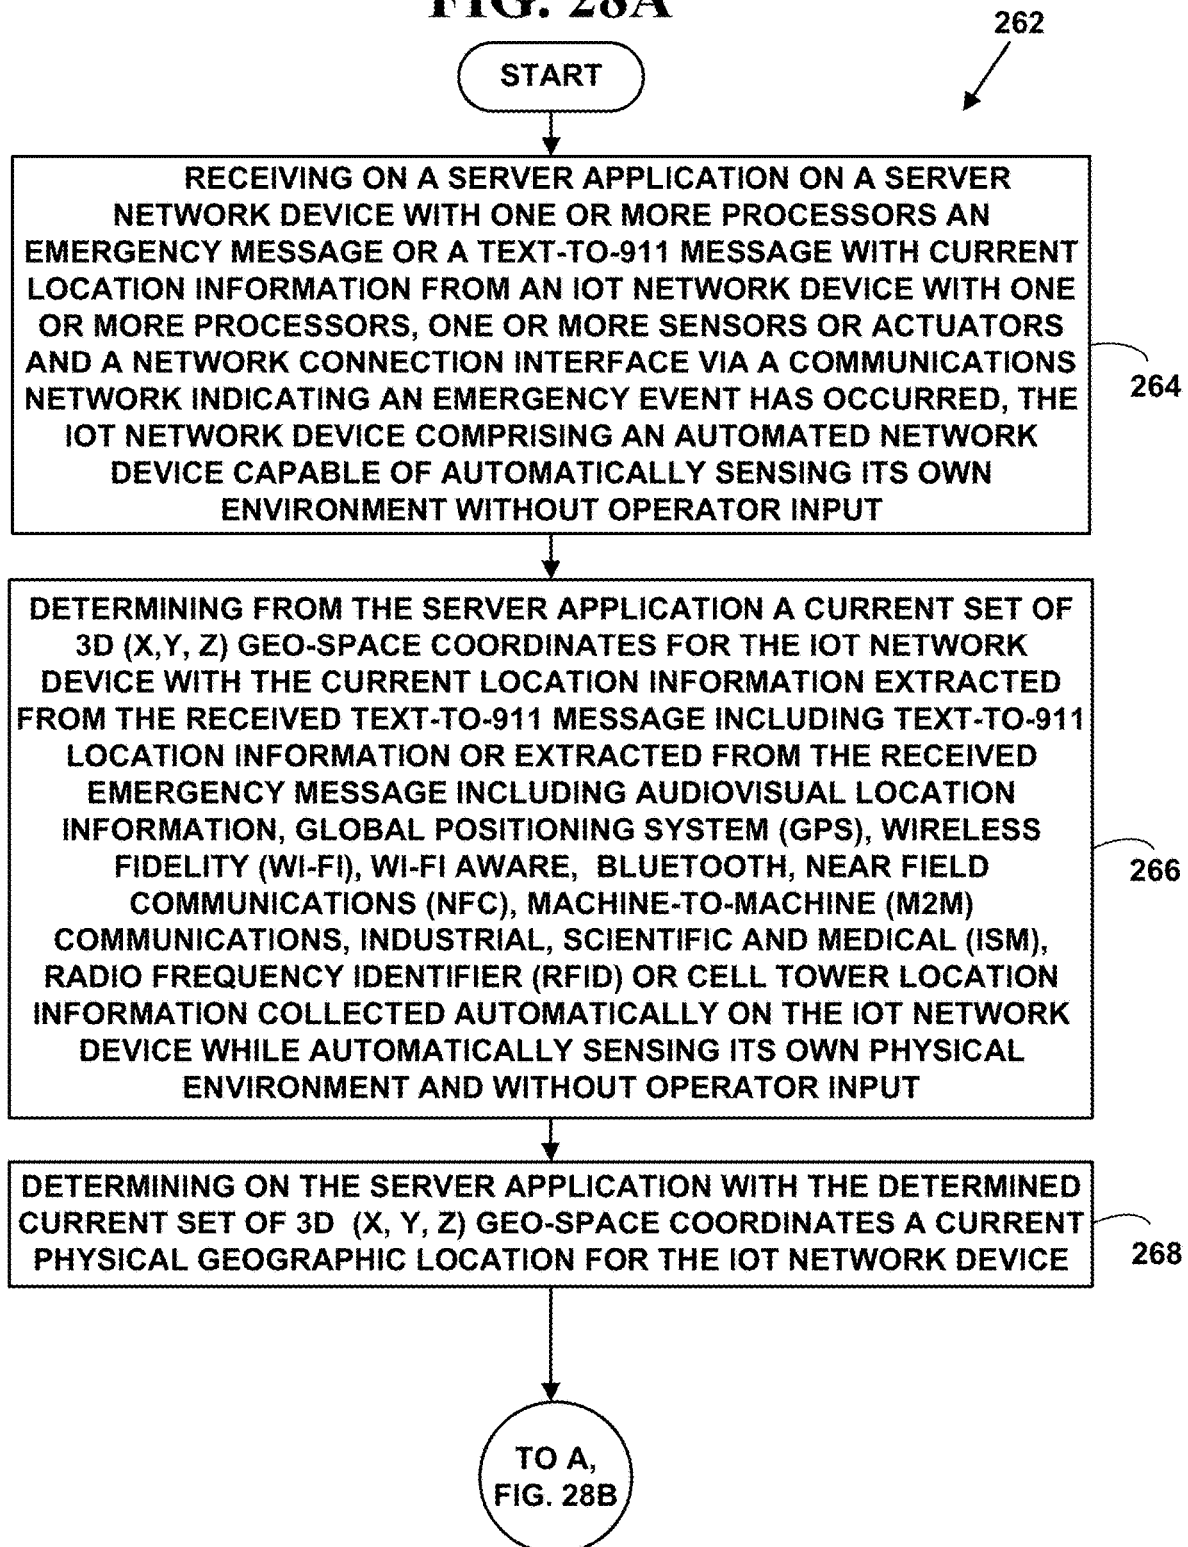 FIG. 28A
262
START
RECEIVING ON A SERVER APPLICATION ON A SERVER
NETWORK DEVICE WITH ONE OR MORE PROCESSORS AN
EMERGENCY MESSAGE OR A TEXT-TO-911 MESSAGE WITH CURRENT
LOCATION INFORMATION FROM AN IOT NETWORK DEVICE WITH ONE
OR MORE PROCESSORS, ONE OR MORE SENSORS OR ACTUATORS
AND A NETWORK CONNECTION INTERFACE VIA A COMMUNICATIONS
NETWORK INDICATING AN EMERGENCY EVENT HAS OCCURRED, THE
IOT NETWORK DEVICE COMPRISING AN AUTOMATED NETWORK
DEVICE CAPABLE OF AUTOMATICALLY SENSING ITS OWN
ENVIRONMENT WITHOUT OPERATOR INPUT
264
DETERMINING FROM THE SERVER APPLICATION A CURRENT SET OF
3D (X,Y, Z) GEO-SPACE COORDINATES FOR THE IOT NETWORK
DEVICE WITH THE CURRENT LOCATION INFORMATION EXTRACTED
FROM THE RECEIVED TEXT-TO-911 MESSAGE INCLUDING TEXT-TO-911
LOCATION INFORMATION OR EXTRACTED FROM THE RECEIVED
EMERGENCY MESSAGE INCLUDING AUDIOVISUAL LOCATION
INFORMATION, GLOBAL POSITIONING SYSTEM (GPS), WIRELESS
FIDELITY (WI-FI), WI-FI AWARE, BLUETOOTH, NEAR FIELD
COMMUNICATIONS (NFC), MACHINE-TO-MACHINE (M2M)
COMMUNICATIONS, INDUSTRIAL, SCIENTIFIC AND MEDICAL (ISM),
RADIO FREQUENCY IDENTIFIER (RFID) OR CELL TOWER LOCATION
INFORMATION COLLECTED AUTOMATICALLY ON THE IOT NETWORK
DEVICE WHILE AUTOMATICALLY SENSING ITS OWN PHYSICAL
ENVIRONMENT AND WITHOUT OPERATOR INPUT
266
DETERMINING ON THE SERVER APPLICATION WITH THE DETERMINED
CURRENT SET OF 3D (X, Y, Z) GEO-SPACE COORDINATES A CURRENT
PHYSICAL GEOGRAPHIC LOCATION FOR THE IOT NETWORK DEVICE
268
TO A,
FIG. 28B